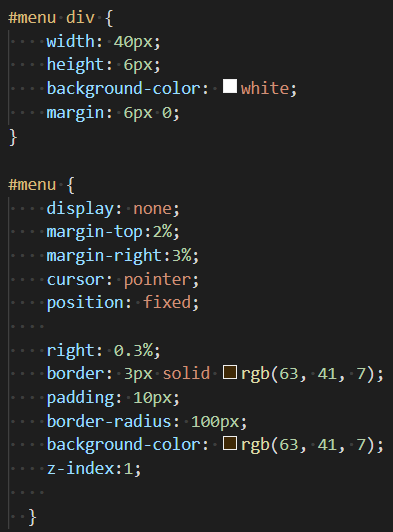 #menu div {
    width: 40px;
    height: 6px;
    background-color: white;
    margin: 6px 0;
}

#menu {
    display: none;
    margin-top:2%;
    margin-right:3%;
    cursor: pointer;
    position: fixed;

    right: 0.3%;
    border: 3px solid rgb(63, 41, 7);
    padding: 10px;
    border-radius: 100px;
    background-color: rgb(63, 41, 7);
    z-index:1;

  }